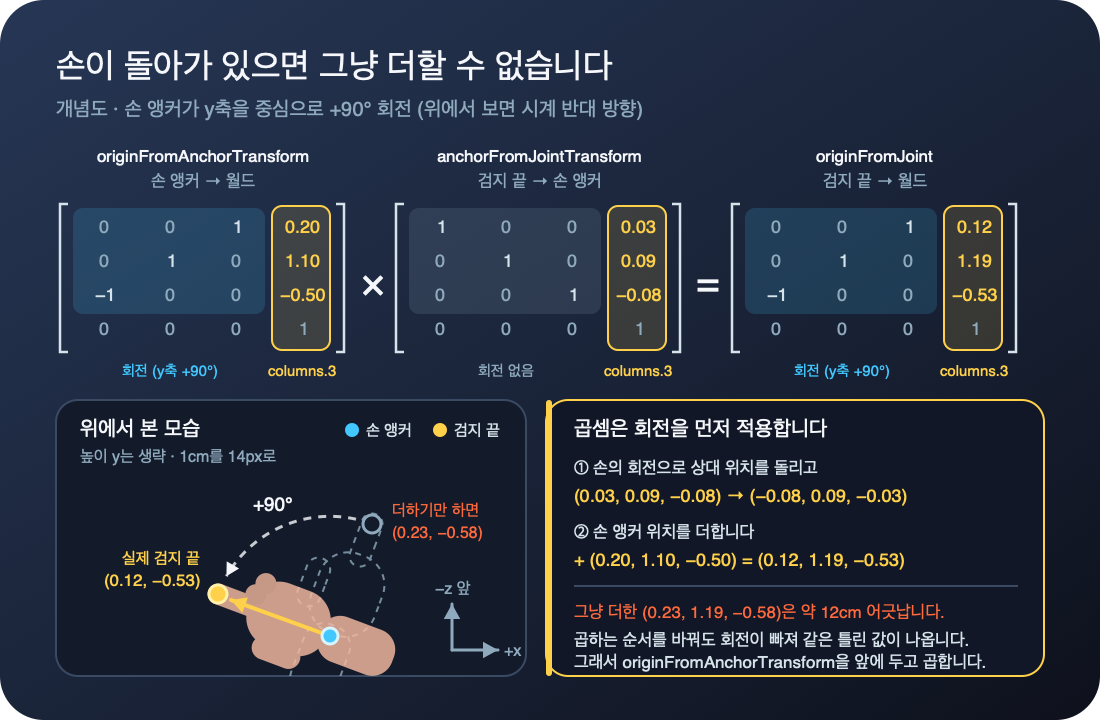 손이 돌아가 있으면 그냥 더할 수 없습니다
개념도 · 손 앵커가 y축을 중심으로 +90° 회전 (위에서 보면 시계 반대 방향)
originFromAnchorTransform
손 앵커 → 월드
0 0 1 0.20
0 1 0 1.10
−1 0 0 −0.50
0 0 0 1
회전 (y축 +90°) columns.3
×
anchorFromJointTransform
검지 끝 → 손 앵커
1 0 0 0.03
0 1 0 0.09
0 0 1 −0.08
0 0 0 1
회전 없음 columns.3
=
originFromJoint
검지 끝 → 월드
0 0 1 0.12
0 1 0 1.19
−1 0 0 −0.53
0 0 0 1
회전 (y축 +90°) columns.3
위에서 본 모습
손 앵커 검지 끝
높이 y는 생략 · 1cm를 14px로
+90°
더하기만 하면
(0.23, −0.58)
실제 검지 끝
(0.12, −0.53)
−z 앞
+x
곱셈은 회전을 먼저 적용합니다
① 손의 회전으로 상대 위치를 돌리고
(0.03, 0.09, −0.08) → (−0.08, 0.09, −0.03)
② 손 앵커 위치를 더합니다
+ (0.20, 1.10, −0.50) = (0.12, 1.19, −0.53)
그냥 더한 (0.23, 1.19, −0.58)은 약 12cm 어긋납니다.
곱하는 순서를 바꿔도 회전이 빠져 같은 틀린 값이 나옵니다.
그래서 originFromAnchorTransform을 앞에 두고 곱합니다.